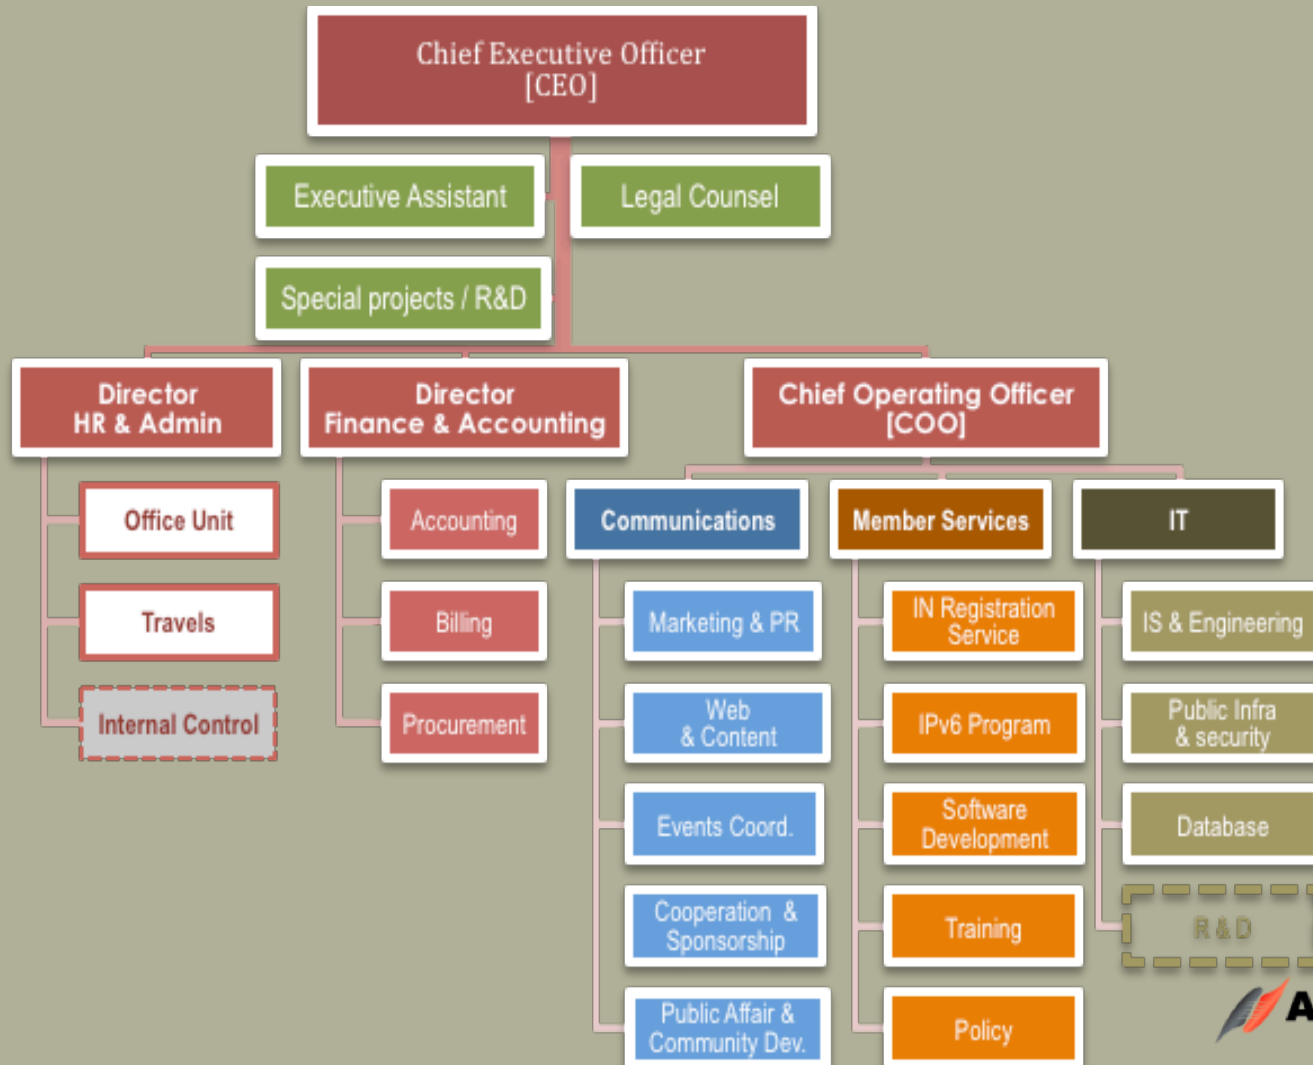 Chief Executive Officer
[CEO]
Executive Assistant
Legal Counsel
Special projects / R&D
Director
HR & Admin
Director
Finance & Accounting
Chief Operating Officer
[COO]
Office Unit
Travels
Internal Control
Accounting
Billing
Procurement
Communications
Marketing & PR
Web
& Content
Events Coord.
Cooperation &
Sponsorship
Public Affair &
Community Dev.
Member Services
IN Registration
Service
IPv6 Program
Software
Development
Training
Policy
IT
IS & Engineering
Public Infra
& security
Database
R & D